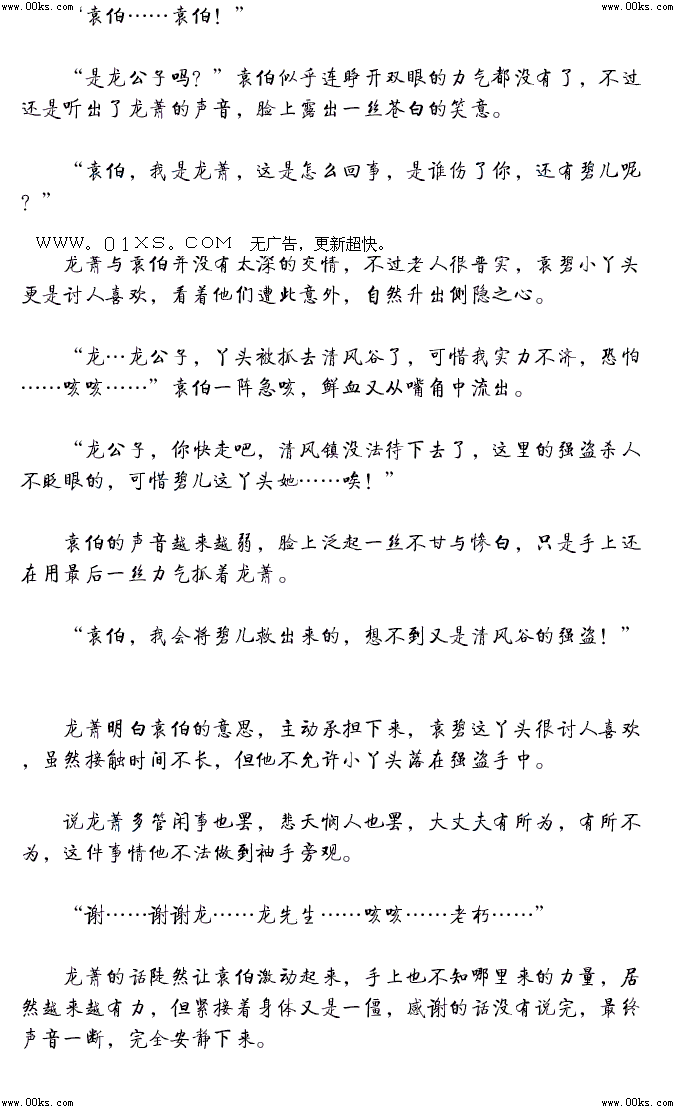 www.00ks.com www.00ks.com
“袁伯……袁伯！”
“是龙公子吗？”袁伯似乎连睁开双眼的力气都没有了，不过
还是听出了龙萧的声音，脸上露出一丝苍白的笑意。
“袁伯，我是龙萧，这是怎么回事，是谁伤了你，还有碧儿呢
？”
WWW。01XS。COM 无广告，更新超快。
龙萧与袁伯并没有太深的交情，不过老人很普实，袁碧小丫头
更是讨人喜欢，看着他们遭此意外，自然升出侧隐之心。
“龙…龙公子，丫头被抓去清风谷了，可惜我实力不济，恐怕
……咳咳……”袁伯一阵急咳，鲜血又从嘴角中流出。
“龙公子，你快走吧，清风镇没法待下去了，这里的强盗杀人
不眨眼的，可惜碧儿这丫头她……唉！”
袁伯的声音越来越弱，脸上泛起一丝不甘与惨白，只是手上还
在用最后一丝力气抓着龙萧。
“袁伯，我会将碧儿救出来的，想不到又是清风谷的强盗！”
龙萧明白袁伯的意思，主动承担下来，袁碧这丫头很讨人喜欢
，虽然接触时间不长，但他不允许小丫头落在强盗手中。
说龙萧多管闲事也罢，悲天悯人也罢，大丈夫有所为，有所不
为，这件事情他不法做到袖手旁观。
“谢……谢谢龙……龙先生……咳咳……老朽……”
龙萧的话陡然让袁伯激动起来，手上也不知哪里来的力量，居
然越来越有力，但紧接着身体又是一僵，感谢的话没有说完，最终
声音一断，完全安静下来。
www.00ks.com www.00ks.com